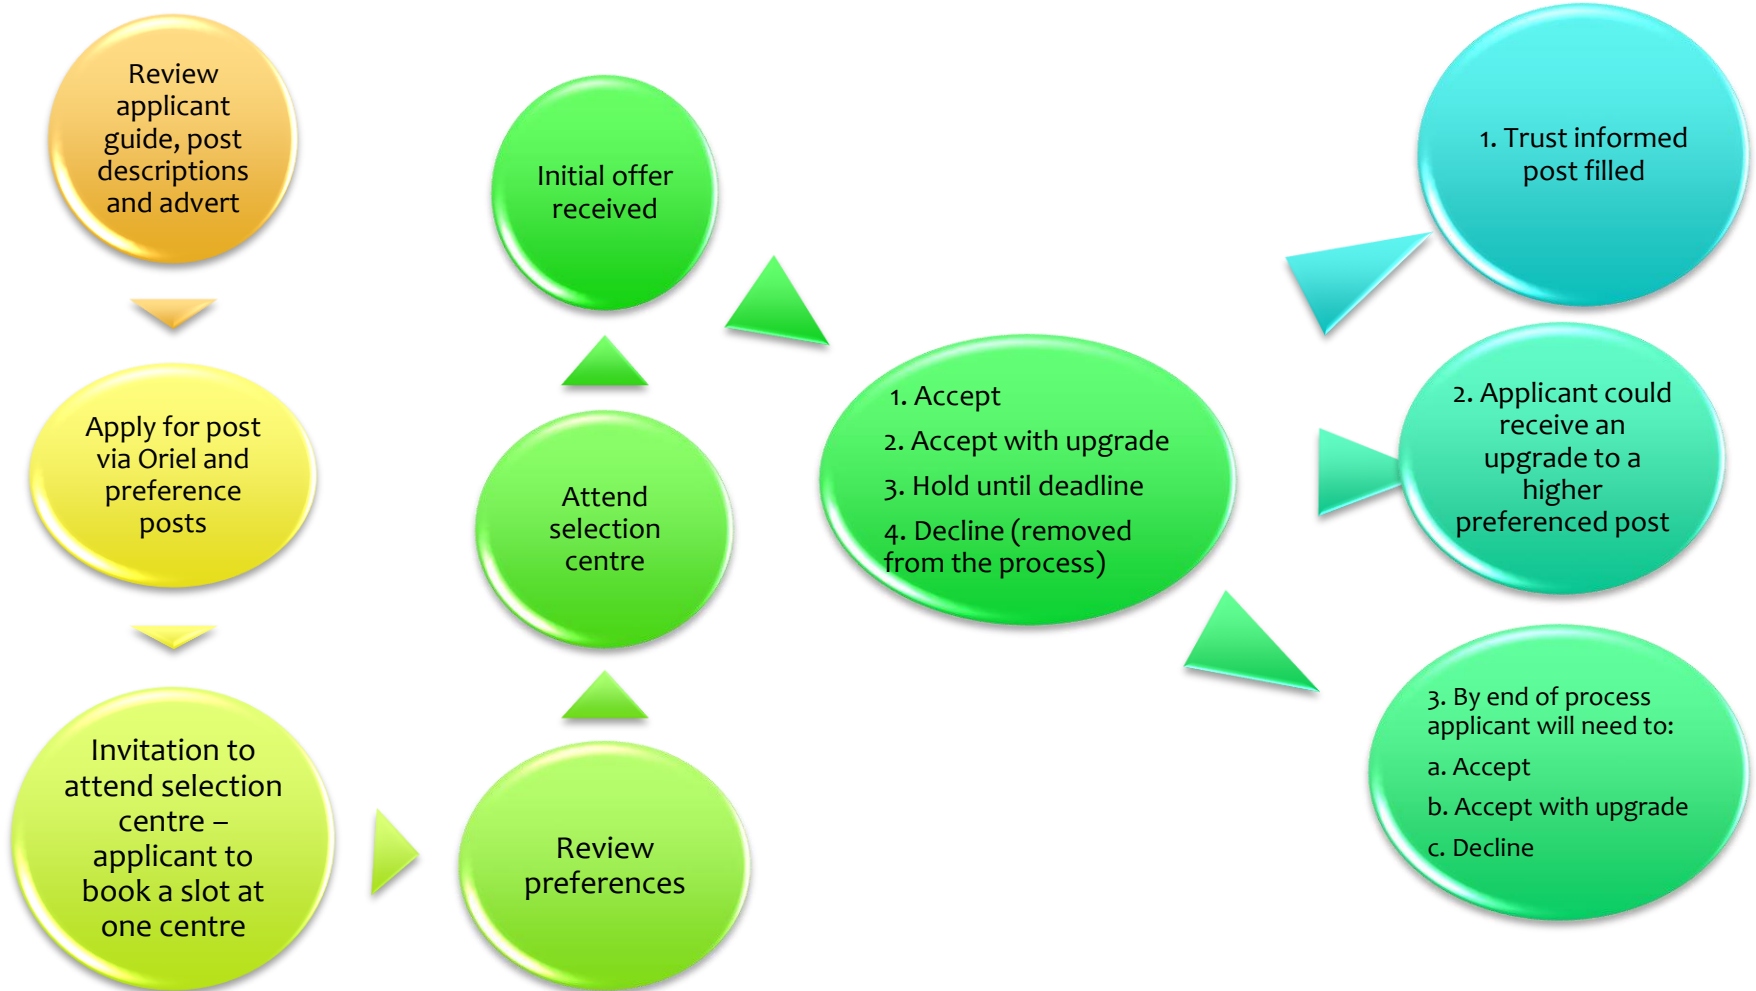 Review
applicant
guide, post
descriptions
and advert
Apply for post
via Oriel and
preference
posts
Invitation to
attend selection
centre –
applicant to
book a slot at
one centre
Review
preferences
Attend
selection
centre
Initial offer
received
1. Accept
2. Accept with upgrade
3. Hold until deadline
4. Decline (removed
from the process)
1. Trust informed
post filled
2. Applicant could
receive an
upgrade to a
higher
preferenced post
3. By end of process
applicant will need to:
a. Accept
b. Accept with upgrade
c. Decline